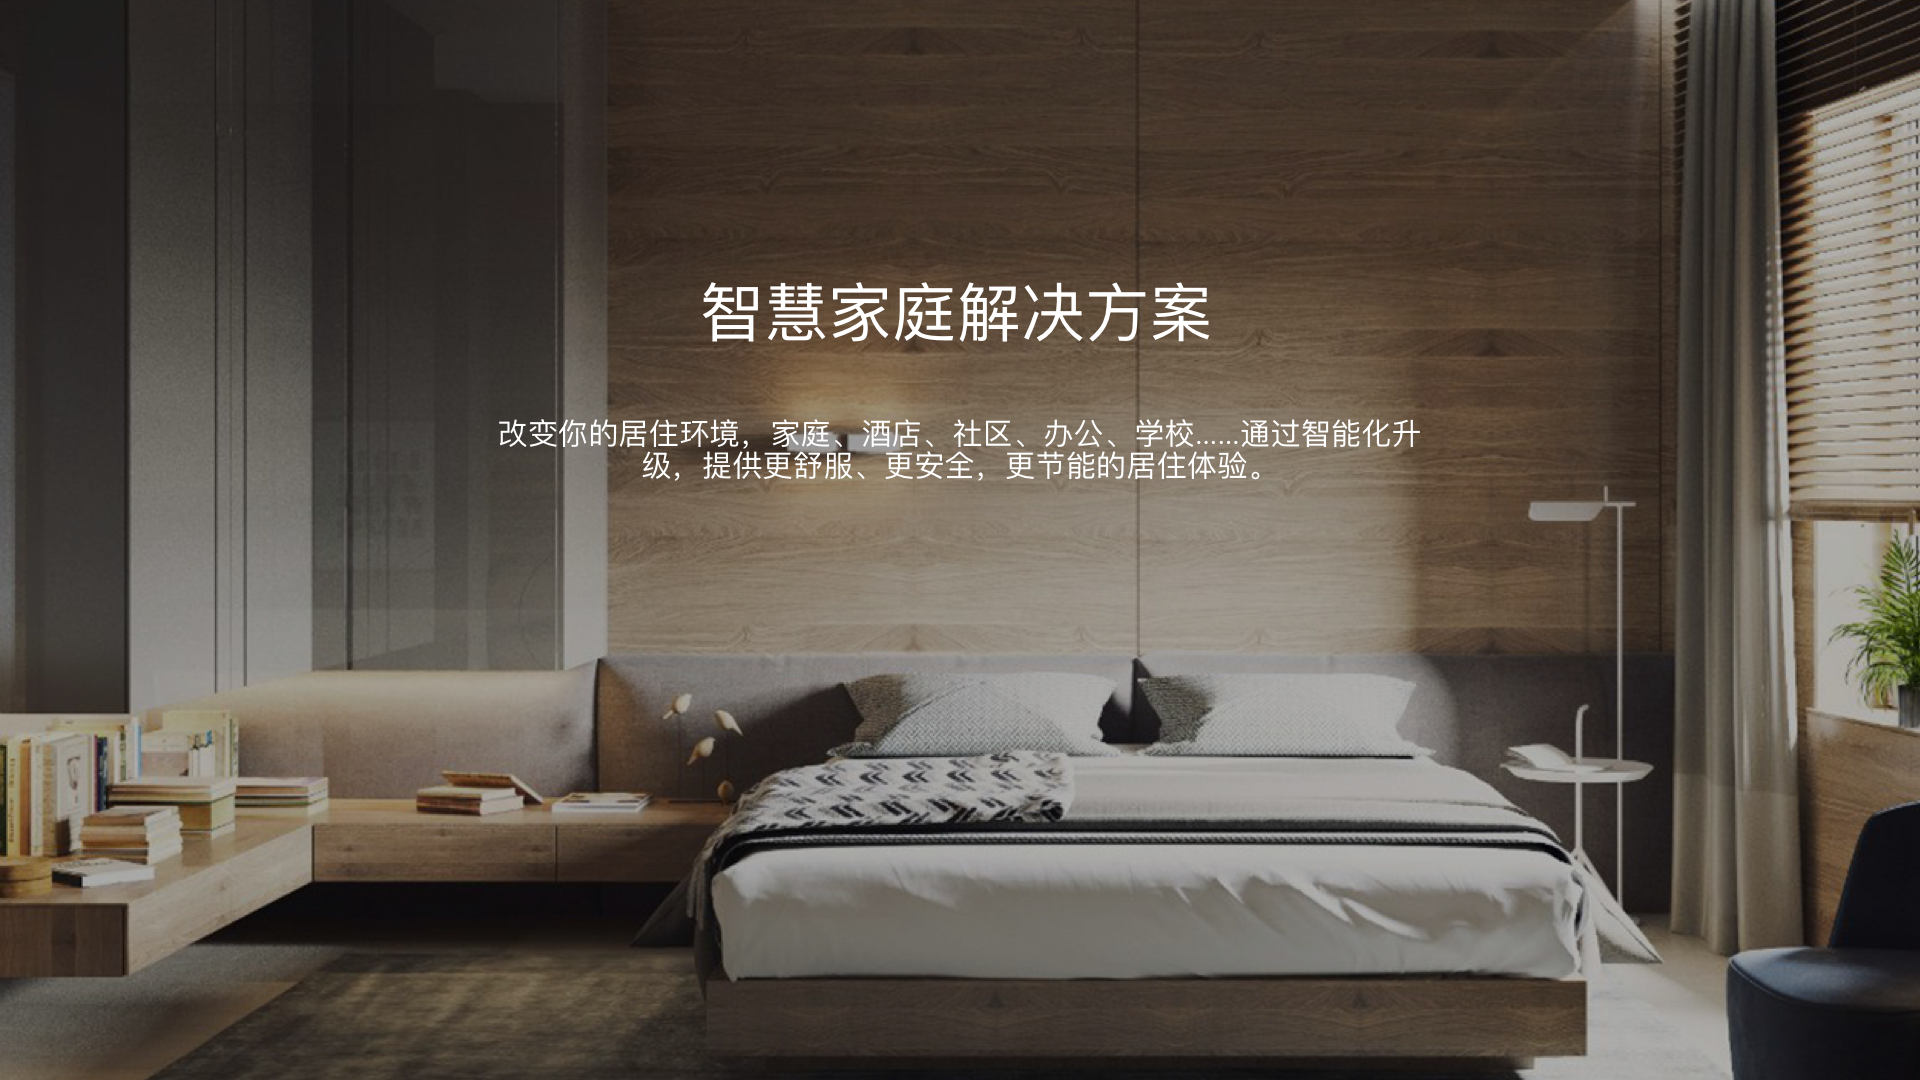 智慧家庭解决方案
改变你的居住环境，家庭、酒店、社区、办公、学校......通过智能化升
级，提供更舒服、更安全，更节能的居住体验。